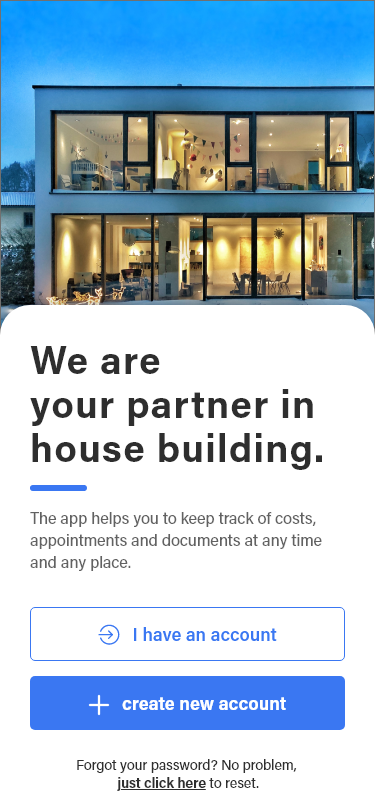 We are
your partner in
house building.
The app helps you to keep track of costs,
appointments and documents at any time
and any place.
I have an account
create new account
Forgot your password? No problem,
just click here to reset.